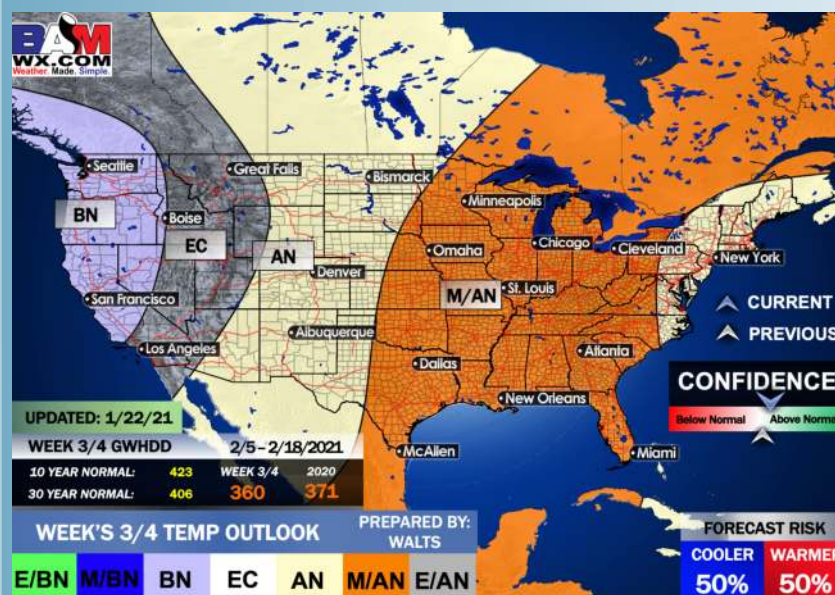 BAM
WX.COM
Weather. Made. Simple.
Seattle
Great Falls
Bismarck
Minneapolis
BN
Boise
EC
AN
Omaha
Chicago
Cleveland
New York
Denver
M/AN
St. Louis
San Francisco
CURRENT
PREVIOUS
Los Angeles
Albuquerque
Dallas
Atlanta
New Orleans
McAllen
Miami
CONFIDENCE
Below Normal
Above Norma
UPDATED: 1/22/21
WEEK 3/4 GWHDD 2/5-2/18/2021
10 YEAR NORMAL: 423 WEEK 3/4 2020
30 YEAR NORMAL: 406 360 371
WEEK'S 3/4 TEMP OUTLOOK
PREPARED BY:
WALTS
FORECAST RISK
COOLER WARMER
50% 50%
E/BN M/BN BN EC AN M/AN E/AN